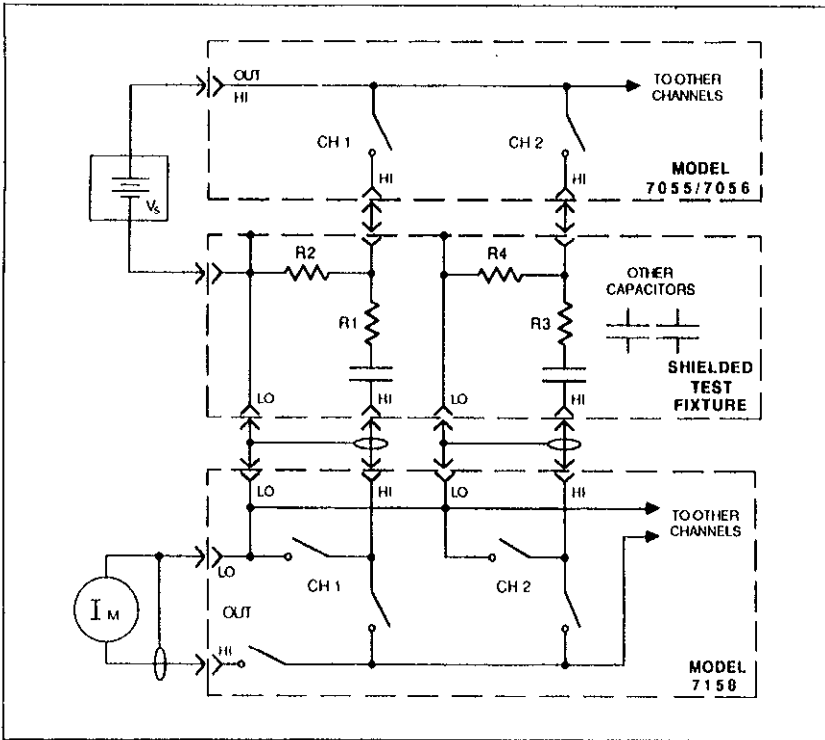 OUT
HI
TO OTHER
CHANNELS
CH 1
CH 2
HI
HI
MODEL
7055/7056
VS
R2
R4
OTHER
CAPACITORS
R1
R3
SHIELDED
TEST
FIXTURE
LO
HI
LO
HI
LO
HI
LO
HI
TO OTHER
CHANNELS
LO
CH 1
CH 2
OUT
IM
HI
MODEL
7158